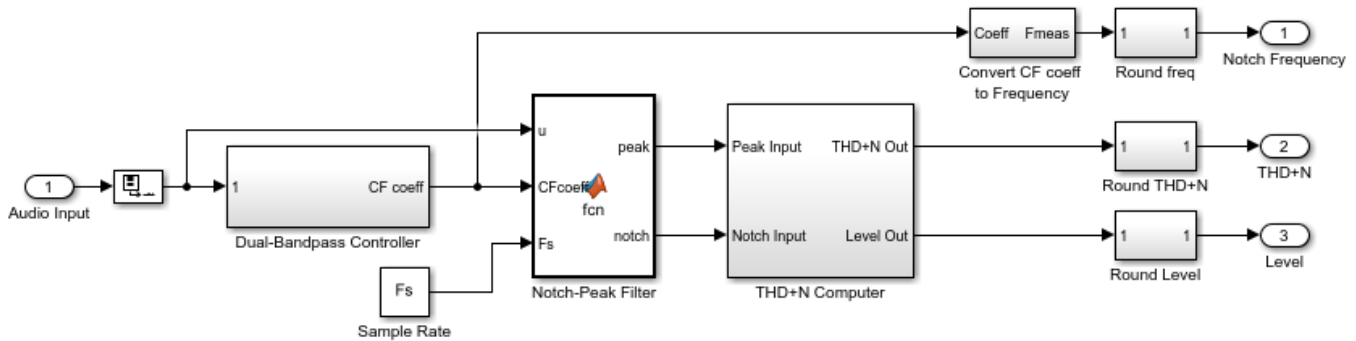 Coeff Fmeas
1 1
1
Convert CF coeff
to Frequency
Round freq
Notch Frequency
u
peak
Peak Input THD+N Out
1 1
2
1
1 CF coeff
CFcoeff
fcn
Round THD+N
THD+N
Audio Input
Dual-Bandpass Controller
Fs
notch
Notch Input Level Out
1 1
3
Fs
Notch-Peak Filter
THD+N Computer
Round Level
Level
Sample Rate